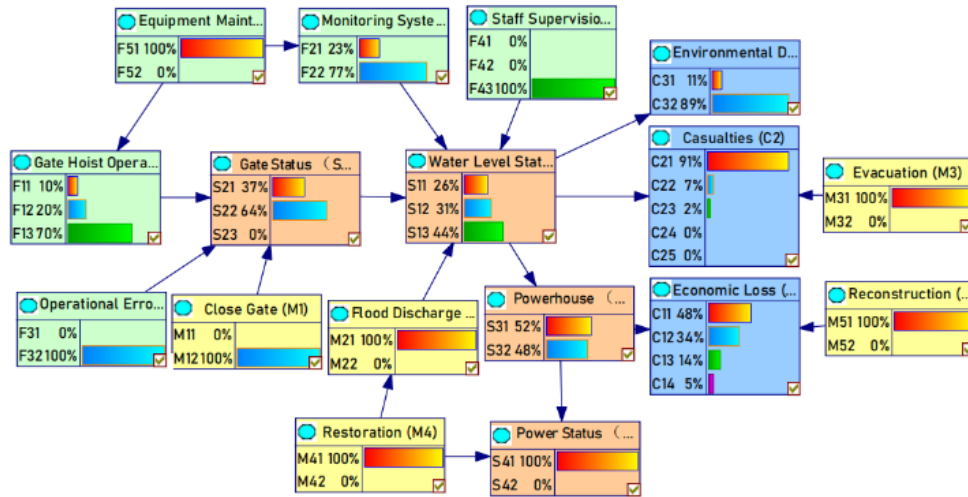 Equipment Maint...
F51 100%
F52 0%
Monitoring Syste...
F21 23%
F22 77%
Staff Supervisio...
F41 0%
F42 0%
F43 100%
Environmental D...
C31 11%
C32 89%
Gate Hoist Opera...
F11 10%
F12 20%
F13 70%
Gate Status (S...
S21 37%
S22 64%
S23 0%
Water Level Stat...
S11 26%
S12 31%
S13 44%
Casualties (C2)
C21 91%
C22 7%
C23 2%
C24 0%
C25 0%
Evacuation (M3)
M31 100%
M32 0%
Operational Erro...
F31 0%
F32 100%
Close Gate (M1)
M11 0%
M12 100%
Flood Discharge ...
M21 100%
M22 0%
Powerhouse (...
S31 52%
S32 48%
Economic Loss (...
C11 48%
C12 34%
C13 14%
C14 5%
Reconstruction (...
M51 100%
M52 0%
Restoration (M4)
M41 100%
M42 0%
Power Status (...
S41 100%
S42 0%